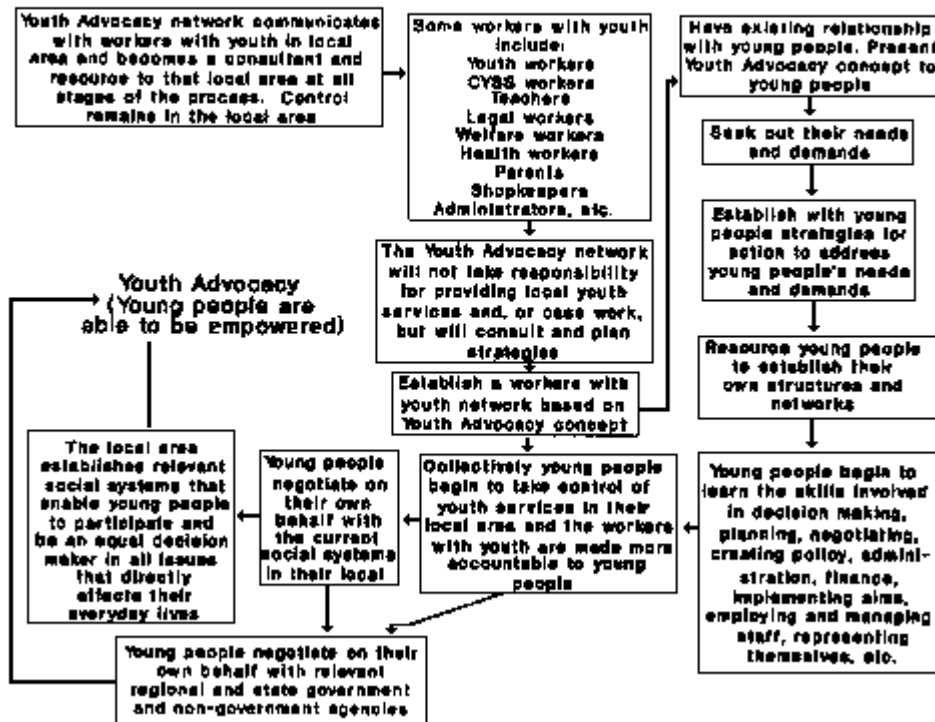 Youth Advocacy network communicates
with workers with youth in local
area and becomes a consultant and
resource to that local area at all
stages of the process. Control
remains in the local area
Some workers with youth
include:
Youth workers
CYSS workers
Teachers
Legal workers
Welfare workers
Health workers
Parents
Shopkeepers
Administrators, etc.
The Youth Advocacy network
will not take responsibility
for providing local youth
services and, or case work,
but will consult and plan
strategies
Establish a workers with
youth network based on
Youth Advocacy concept
Have existing relationship
with young people. Present
Youth Advocacy concept to
young people
Seek out their needs
and demands
Establish with young
people strategies for
action to address
young people's needs
and demands
Resource young people
to establish their
own structures and
networks
Young people begin to
learn the skills involved
in decision making,
planning, negotiating,
creating policy, admini-
stration, finance,
implementing aims,
employing and managing
staff, representing
themselves, etc.
Collectively young people
begin to take control of
youth services in their
local area and the workers
with youth are made more
accountable to young
people
Young people
negotiate on
their own
behalf with
the current
social systems
in their local
The local area
establishes relevant
social systems that
enable young people
to participate and
be an equal decision
maker in all issues
that directly
affects their
everyday lives
Young people negotiate on their
own behalf with relevant
regional and state government
and non-government agencies
Youth Advocacy
(Young people are
able to be empowered)